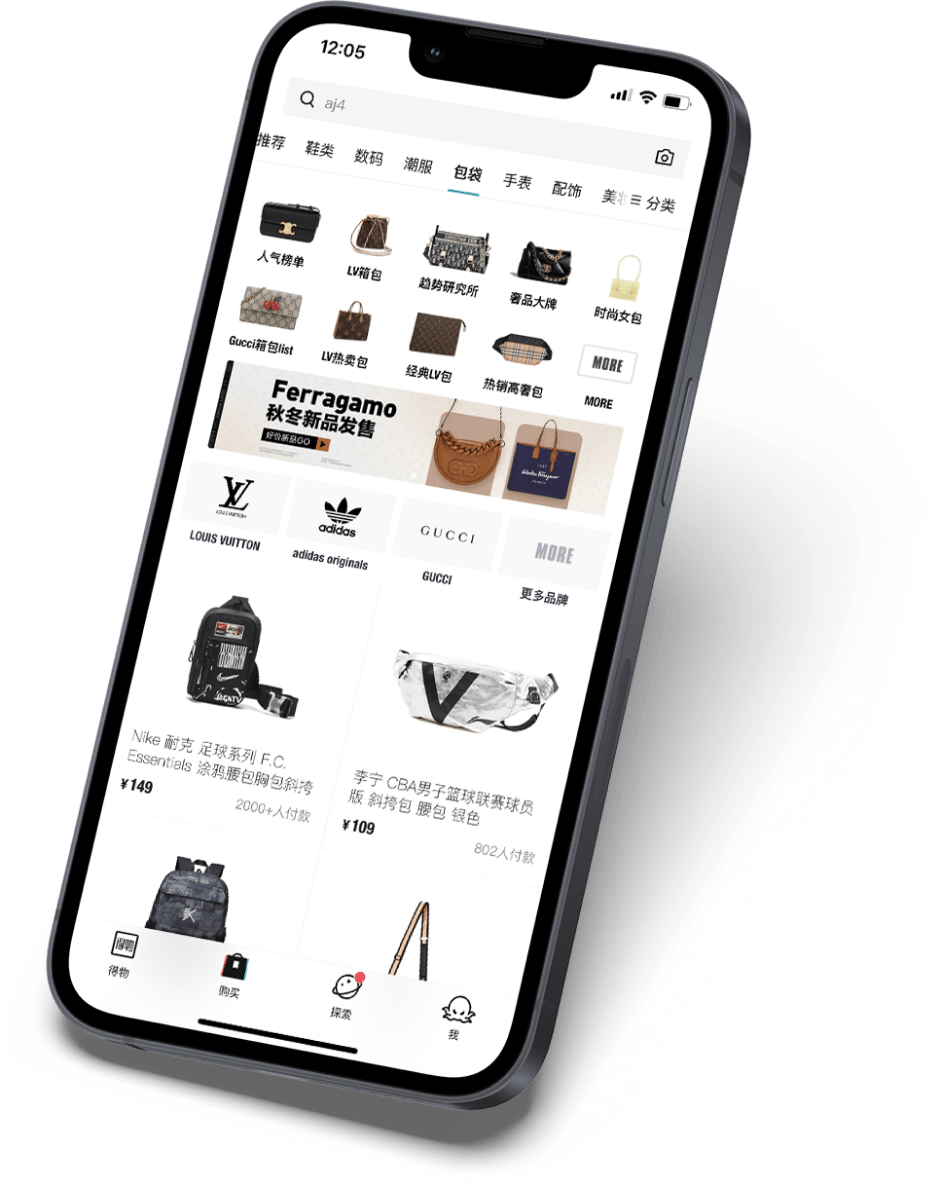 12:05
aj4
推荐 鞋类 数码 潮服 包袋 手表 配饰 美妆 分类
人气榜单 LV箱包 趋势研究所 奢品大牌 时尚女包
MORE
Gucci箱包list LV热卖包 经典LV包 热销高奢包 MORE
Ferragamo
秋冬新品发售
好价新品GO
Salvatore Ferragamo
LOUIS VUITTON
adidas
GUCCI
MORE
LOUIS VUITTON adidas originals GUCCI 更多品牌
Nike 耐克 足球系列 F.C.
Essentials 涂鸦腰包胸包斜挎
¥149
2000+人付款
李宁 CBA男子篮球联赛球员
版 斜挎包 腰包 银色
¥109
802人付款
得物 购买 探索 我